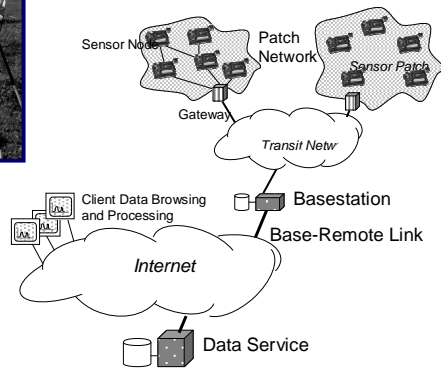 Sensor Node
Patch
Network
Sensor Patch
Gateway
Transit Netw
Client Data Browsing
and Processing
Basestation
Base-Remote Link
Internet
Data Service